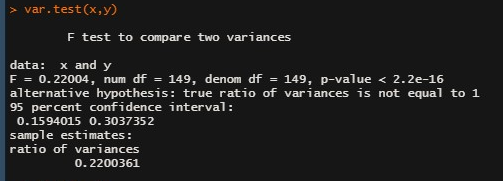 > var.test(x,y)
F test to compare two variances
data:  x and y
F = 0.22004, num df = 149, denom df = 149, p-value < 2.2e-16
alternative hypothesis: true ratio of variances is not equal to 1
95 percent confidence interval:
0.1594015 0.3037352
sample estimates:
ratio of variances
0.2200361